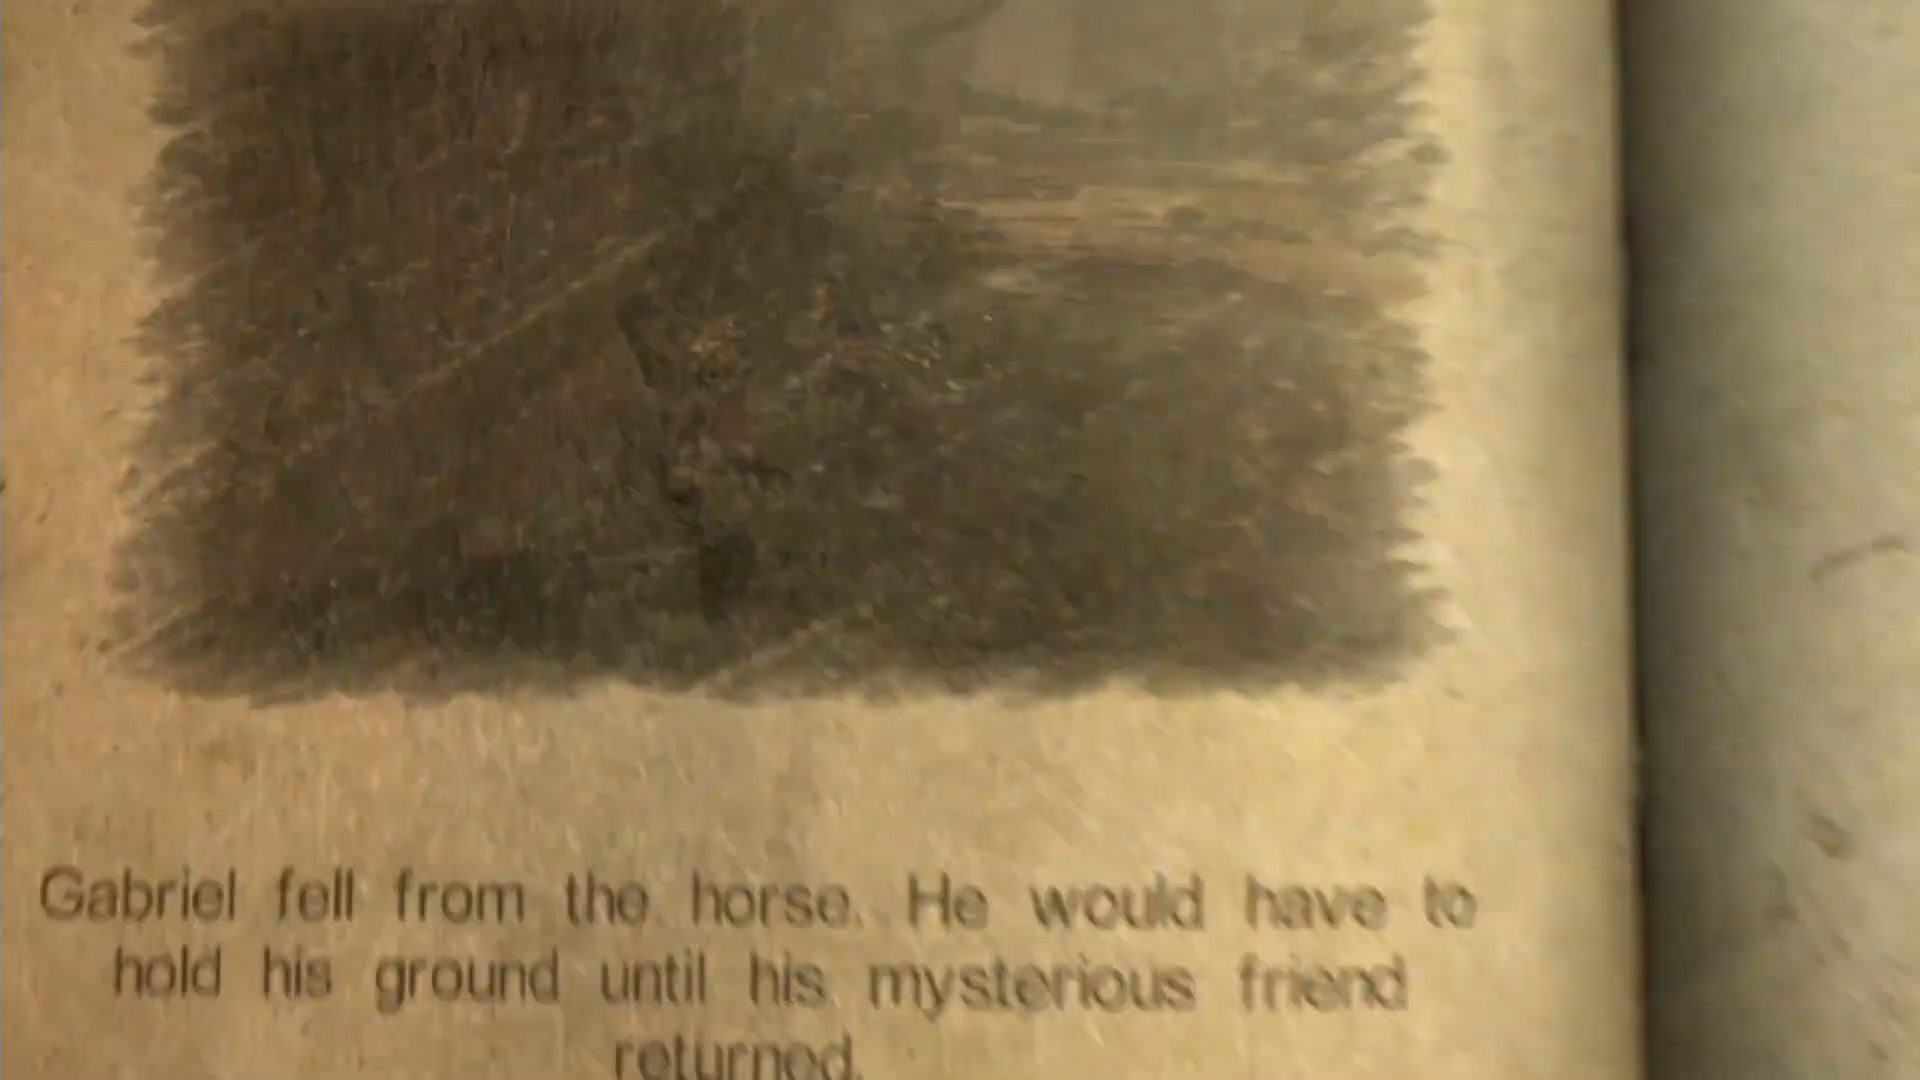 Gabriel fell from the horse. He would have to
hold his ground until his mysterious friend
returned.